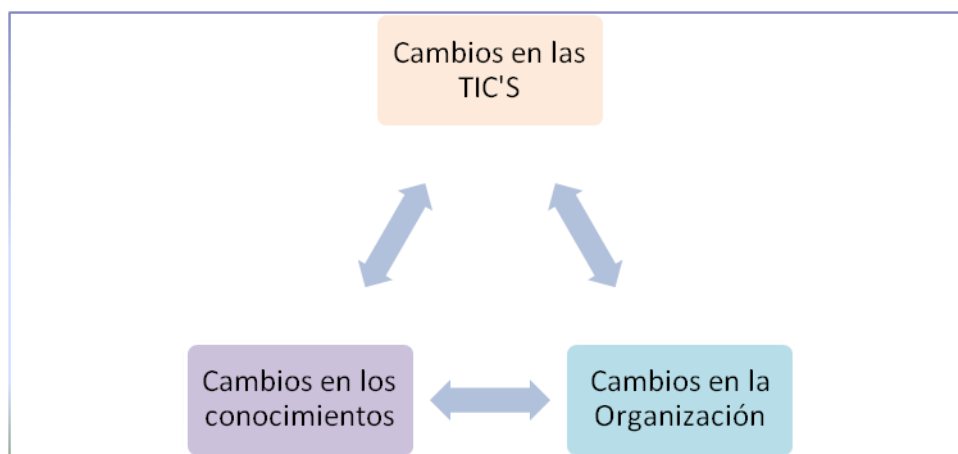 Cambios en las
TIC'S
Cambios en los
conocimientos
Cambios en la
Organización